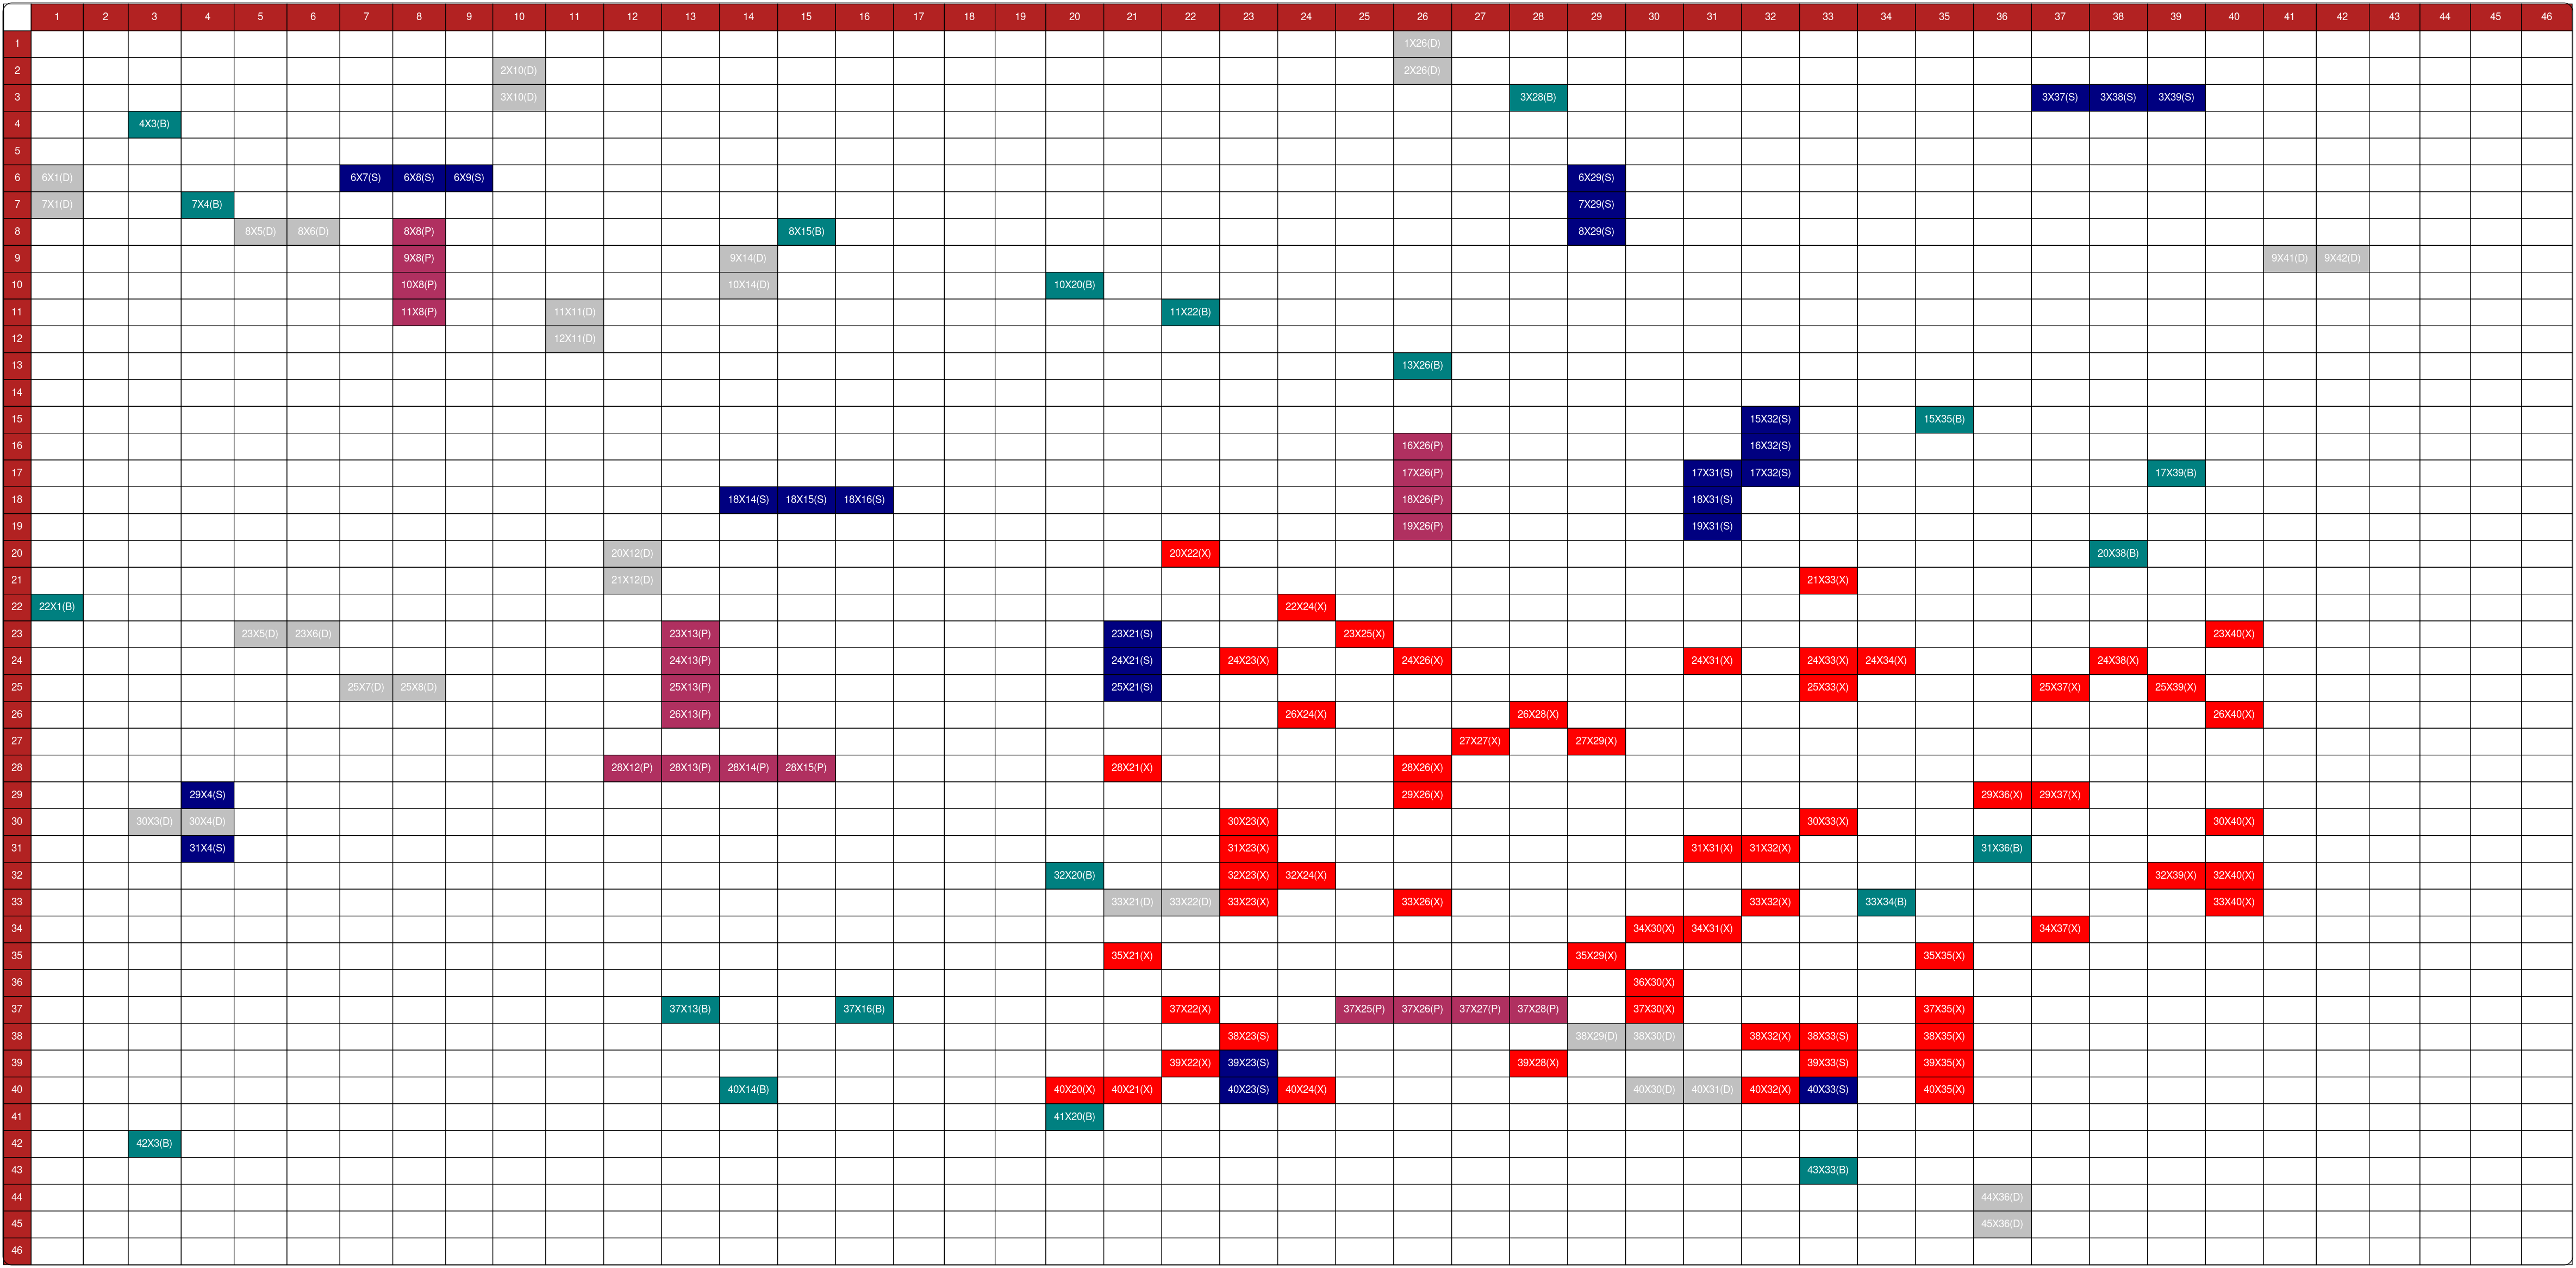 1 2 3 4 5 6 7 8 9 10 11 12 13 14 15 16 17 18 19 20 21 22 23 24 25 26 27 28 29 30 31 32 33 34 35 36 37 38 39 40 41 42 43 44 45 46
1 1X26(D)
2 2X10(D) 2X26(D)
3 3X10(D) 3X28(B) 3X37(S) 3X38(S) 3X39(S)
4 4X3(B)
5
6 6X1(D) 6X7(S) 6X8(S) 6X9(S) 6X29(S)
7 7X1(D) 7X4(B) 7X29(S)
8 8X5(D) 8X6(D) 8X8(P) 8X15(B) 8X29(S)
9 9X8(P) 9X14(D) 9X41(D) 9X42(D)
10 10X8(P) 10X14(D) 10X20(B)
11 11X8(P) 11X11(D) 11X22(B)
12 12X11(D)
13 13X26(B)
14
15 15X32(S) 15X35(B)
16 16X26(P) 16X32(S)
17 17X26(P) 17X31(S) 17X32(S) 17X39(B)
18 18X14(S) 18X15(S) 18X16(S) 18X26(P) 18X31(S)
19 19X26(P) 19X31(S)
20 20X12(D) 20X22(X) 20X38(B)
21 21X12(D) 21X33(X)
22 22X1(B) 22X24(X)
23 23X5(D) 23X6(D) 23X13(P) 23X21(S) 23X25(X) 23X40(X)
24 24X13(P) 24X21(S) 24X23(X) 24X26(X) 24X31(X) 24X33(X) 24X34(X) 24X38(X)
25 25X7(D) 25X8(D) 25X13(P) 25X21(S) 25X33(X) 25X37(X) 25X39(X)
26 26X13(P) 26X24(X) 26X28(X) 26X40(X)
27 27X27(X) 27X29(X)
28 28X12(P) 28X13(P) 28X14(P) 28X15(P) 28X21(X) 28X26(X)
29 29X4(S) 29X26(X) 29X36(X) 29X37(X)
30 30X3(D) 30X4(D) 30X23(X) 30X33(X) 30X40(X)
31 31X4(S) 31X23(X) 31X31(X) 31X32(X) 31X36(B)
32 32X20(B) 32X23(X) 32X24(X) 32X39(X) 32X40(X)
33 33X21(D) 33X22(D) 33X23(X) 33X26(X) 33X32(X) 33X34(B) 33X40(X)
34 34X30(X) 34X31(X) 34X37(X)
35 35X21(X) 35X29(X) 35X35(X)
36 36X30(X)
37 37X13(B) 37X16(B) 37X22(X) 37X25(P) 37X26(P) 37X27(P) 37X28(P) 37X30(X) 37X35(X)
38 38X23(S) 38X29(D) 38X30(D) 38X32(X) 38X33(S) 38X35(X)
39 39X22(X) 39X23(S) 39X28(X) 39X33(S) 39X35(X)
40 40X14(B) 40X20(X) 40X21(X) 40X23(S) 40X24(X) 40X30(D) 40X31(D) 40X32(X) 40X33(S) 40X35(X)
41 41X20(B)
42 42X3(B)
43 43X33(B)
44 44X36(D)
45 45X36(D)
46